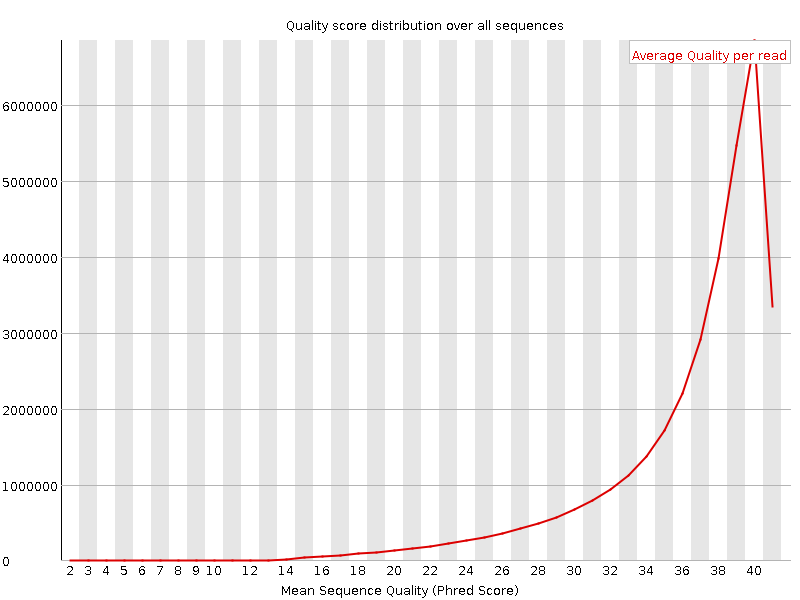 Quality score distribution over all sequences
Average Quality per read
6000000
5000000
4000000
3000000
2000000
1000000
0
2 3 4 5 6 7 8 9 10 12 14 16 18 20 22 24 26 28 30 32 34 36 38 40
Mean Sequence Quality (Phred Score)